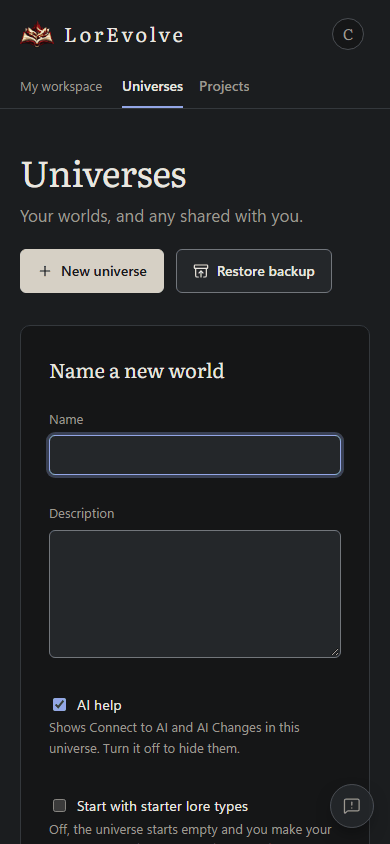 LorEvolve
C
My workspace Universes Projects
Universes
Your worlds, and any shared with you.
+ New universe Restore backup
Name a new world
Name
Description
AI help
Shows Connect to AI and AI Changes in this
universe. Turn it off to hide them.
Start with starter lore types
Off, the universe starts empty and you make your